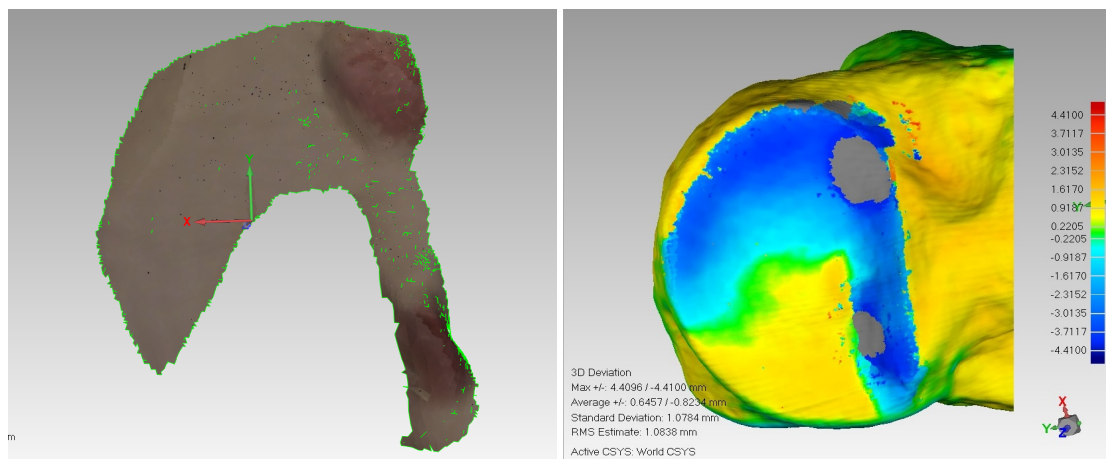 X
Y
m
4.4100
3.7117
3.0135
2.3152
1.6170
0.9187
0.2205
-0.2205
-0.9187
-1.6170
-2.3152
-3.0135
-3.7117
-4.4100
Y
3D Deviation
Max +/-: 4.4096 / -4.4100 mm
Average +/-: 0.6457 / -0.8234 mm
Standard Deviation: 1.0784 mm
RMS Estimate: 1.0838 mm
Active CSYS: World CSYS
X
Y
Z